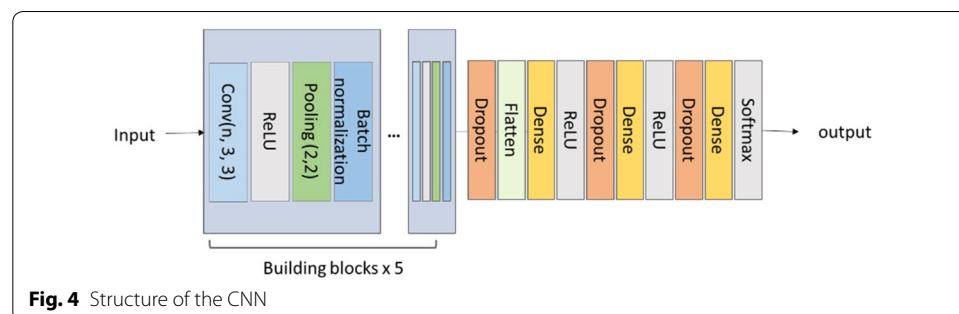 Input
Conv(n, 3, 3)
ReLU
Pooling (2,2)
Batch
normalization
...
Dropout
Flatten
Dense
ReLU
Dropout
Dense
ReLU
Dropout
Dense
Softmax
output
Building blocks x 5
Fig. 4 Structure of the CNN